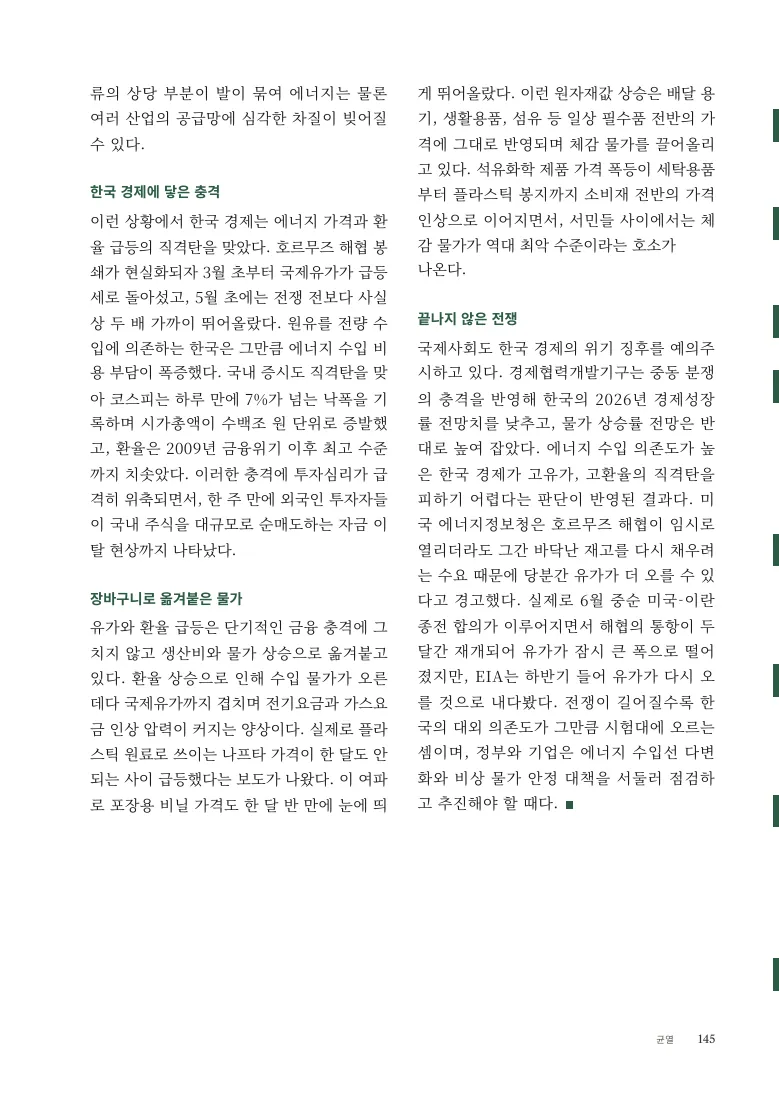 류의 상당 부분이 발이 묶여 에너지는 물론
여러 산업의 공급망에 심각한 차질이 빚어질
수 있다.
한국 경제에 닿은 충격
이런 상황에서 한국 경제는 에너지 가격과 환
율 급등의 직격탄을 맞았다. 호르무즈 해협 봉
쇄가 현실화되자 3월 초부터 국제유가가 급등
세로 돌아섰고, 5월 초에는 전쟁 전보다 사실
상 두 배 가까이 뛰어올랐다. 원유를 전량 수
입에 의존하는 한국은 그만큼 에너지 수입 비
용 부담이 폭증했다. 국내 증시도 직격탄을 맞
아 코스피는 하루 만에 7%가 넘는 낙폭을 기
록하며 시가총액이 수백조 원 단위로 증발했
고, 환율은 2009년 금융위기 이후 최고 수준
까지 치솟았다. 이러한 충격에 투자심리가 급
격히 위축되면서, 한 주 만에 외국인 투자자들
이 국내 주식을 대규모로 순매도하는 자금 이
탈 현상까지 나타났다.
장바구니로 옮겨붙은 물가
유가와 환율 급등은 단기적인 금융 충격에 그
치지 않고 생산비와 물가 상승으로 옮겨붙고
있다. 환율 상승으로 인해 수입 물가가 오른
데다 국제유가까지 겹치며 전기요금과 가스요
금 인상 압력이 커지는 양상이다. 실제로 플라
스틱 원료로 쓰이는 나프타 가격이 한 달도 안
되는 사이 급등했다는 보도가 나왔다. 이 여파
로 포장용 비닐 가격도 한 달 반 만에 눈에 띄
게 뛰어올랐다. 이런 원자재값 상승은 배달 용
기, 생활용품, 섬유 등 일상 필수품 전반의 가
격에 그대로 반영되며 체감 물가를 끌어올리
고 있다. 석유화학 제품 가격 폭등이 세탁용품
부터 플라스틱 봉지까지 소비재 전반의 가격
인상으로 이어지면서, 서민들 사이에서는 체
감 물가가 역대 최악 수준이라는 호소가
나온다.
끝나지 않은 전쟁
국제사회도 한국 경제의 위기 징후를 예의주
시하고 있다. 경제협력개발기구는 중동 분쟁
의 충격을 반영해 한국의 2026년 경제성장
률 전망치를 낮추고, 물가 상승률 전망은 반
대로 높여 잡았다. 에너지 수입 의존도가 높
은 한국 경제가 고유가, 고환율의 직격탄을
피하기 어렵다는 판단이 반영된 결과다. 미
국 에너지정보청은 호르무즈 해협이 임시로
열리더라도 그간 바닥난 재고를 다시 채우려
는 수요 때문에 당분간 유가가 더 오를 수 있
다고 경고했다. 실제로 6월 중순 미국-이란
종전 합의가 이루어지면서 해협의 통항이 두
달간 재개되어 유가가 잠시 큰 폭으로 떨어
졌지만, EIA는 하반기 들어 유가가 다시 오
를 것으로 내다봤다. 전쟁이 길어질수록 한
국의 대외 의존도가 그만큼 시험대에 오르는
셈이며, 정부와 기업은 에너지 수입선 다변
화와 비상 물가 안정 대책을 서둘러 점검하
고 추진해야 할 때다. ■
균열 145